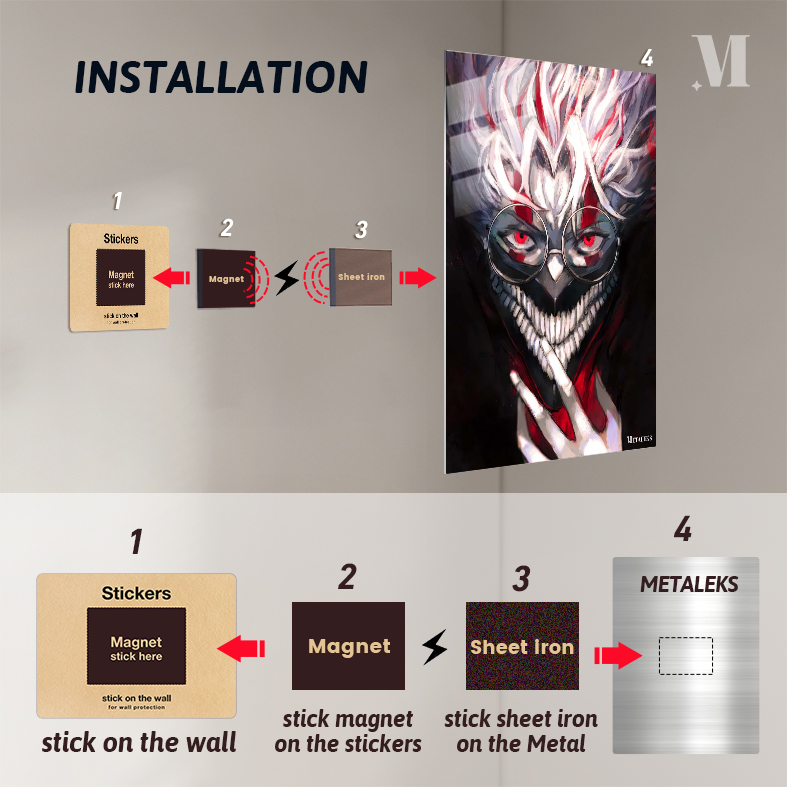 INSTALLATION
M
4
1
2
3
Stickers
Magnet
stick here
stick on the wall
for wall protection
Magnet
Sheet iron
METALEKS
1
2
3
4
Stickers
Magnet
stick here
stick on the wall
for wall protection
Magnet
Sheet iron
METALEKS
stick on the wall
stick magnet
on the stickers
stick sheet iron
on the Metal